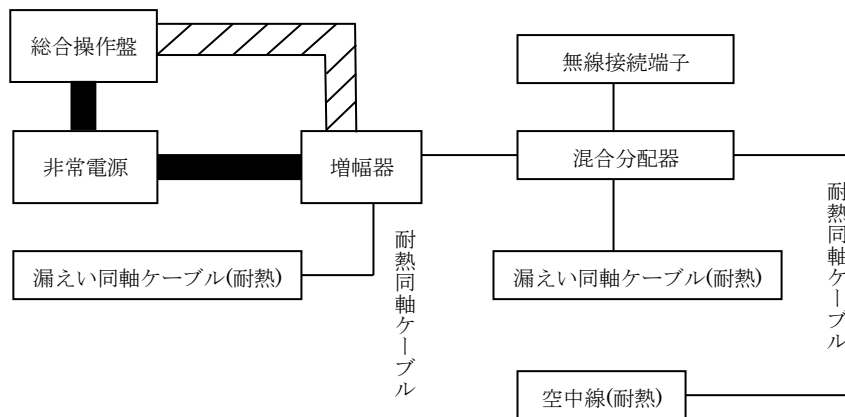 総合操作盤
無線接続端子
非常電源
増幅器
混合分配器
耐熱同軸ケーブル
耐熱同軸ケーブル
漏えい同軸ケーブル(耐熱)
漏えい同軸ケーブル(耐熱)
空中線(耐熱)